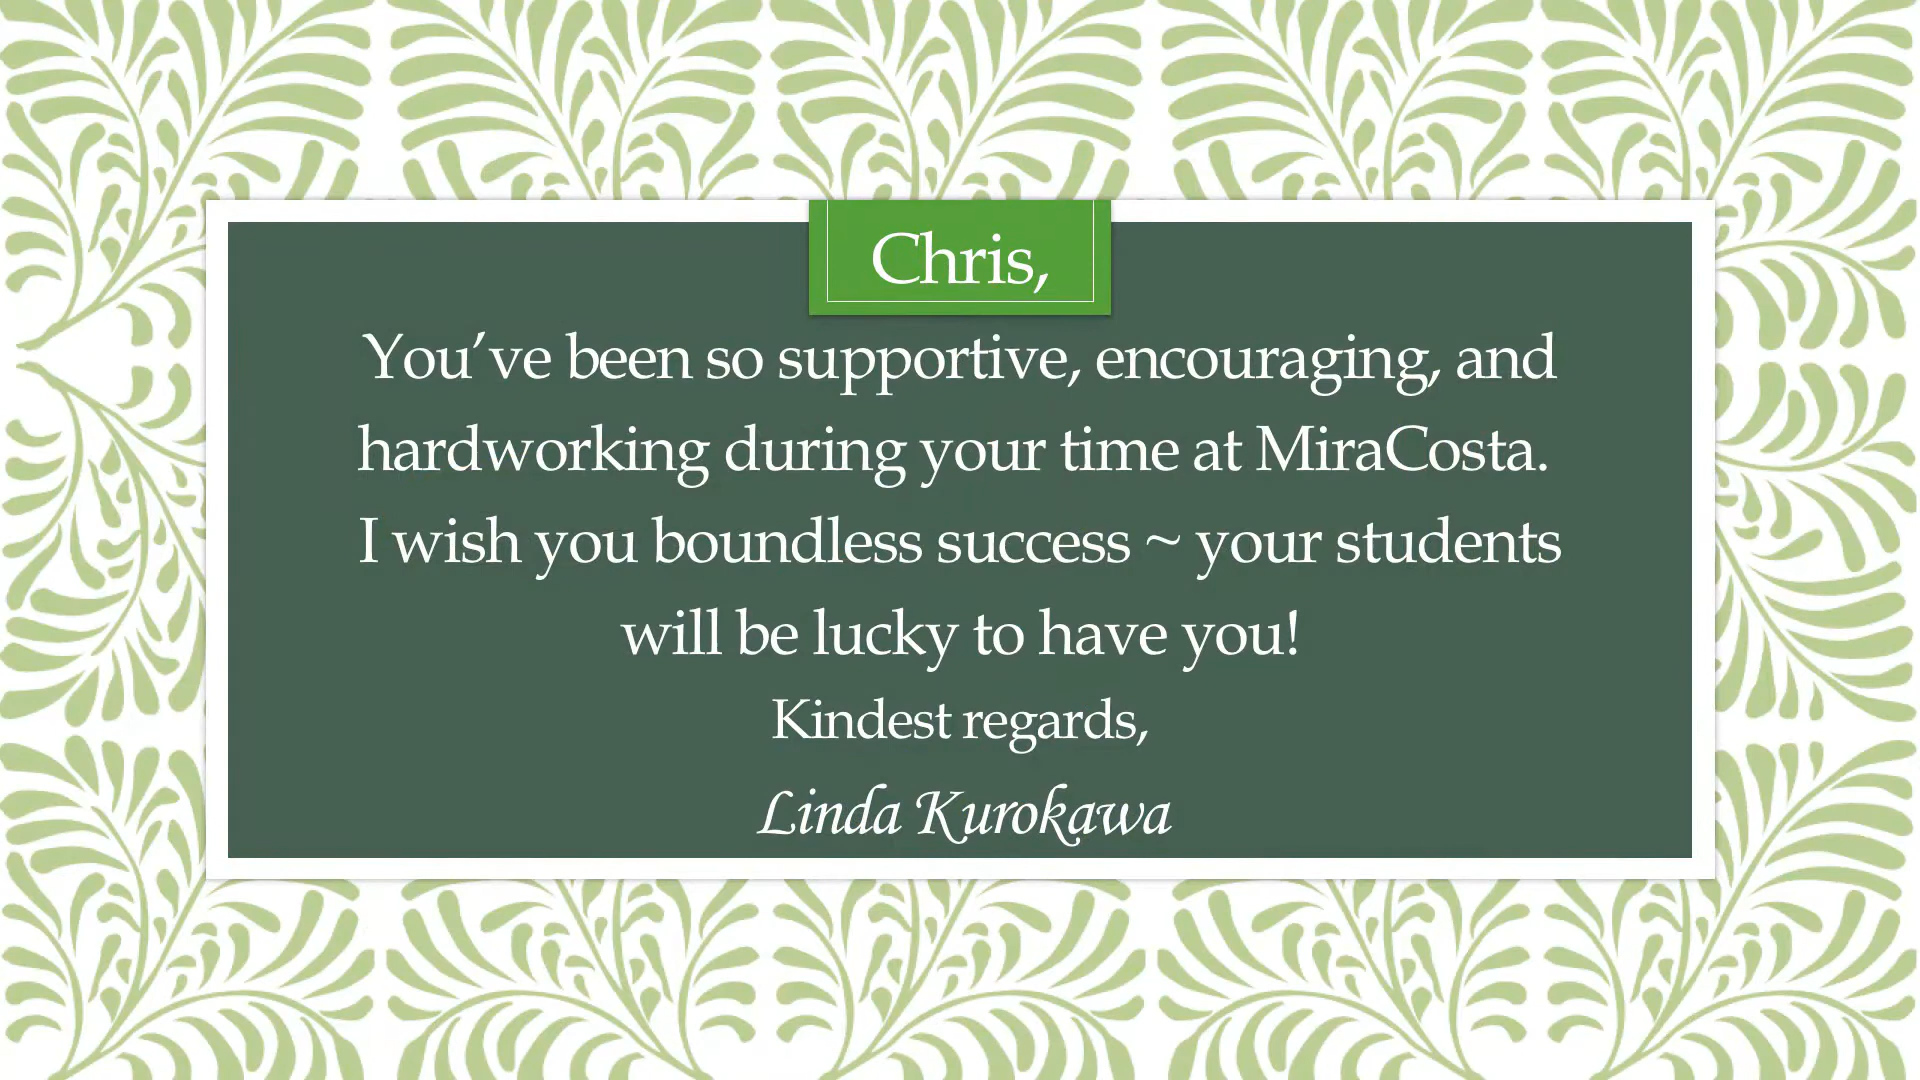 Chris,
You’ve been so supportive, encouraging, and
hardworking during your time at MiraCosta.
I wish you boundless success ~ your students
will be lucky to have you!
Kindest regards,
Linda Kurokawa